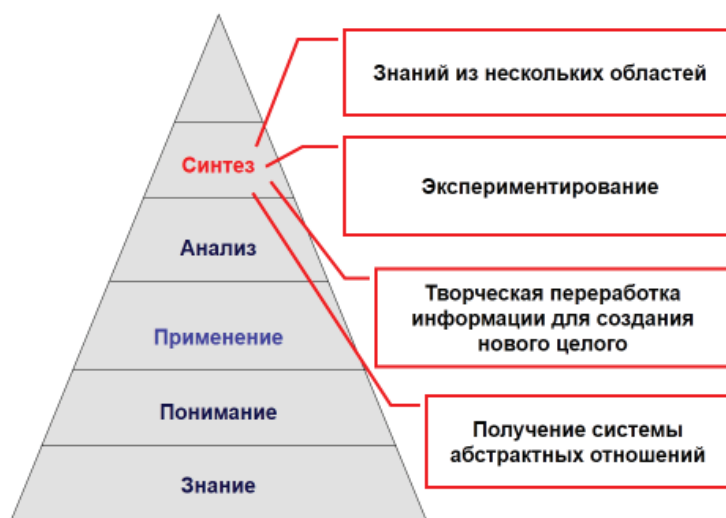 Знаний из нескольких областей
Синтез
Экспериментирование
Анализ
Творческая переработка
информации для создания
нового целого
Применение
Понимание
Получение системы
абстрактных отношений
Знание